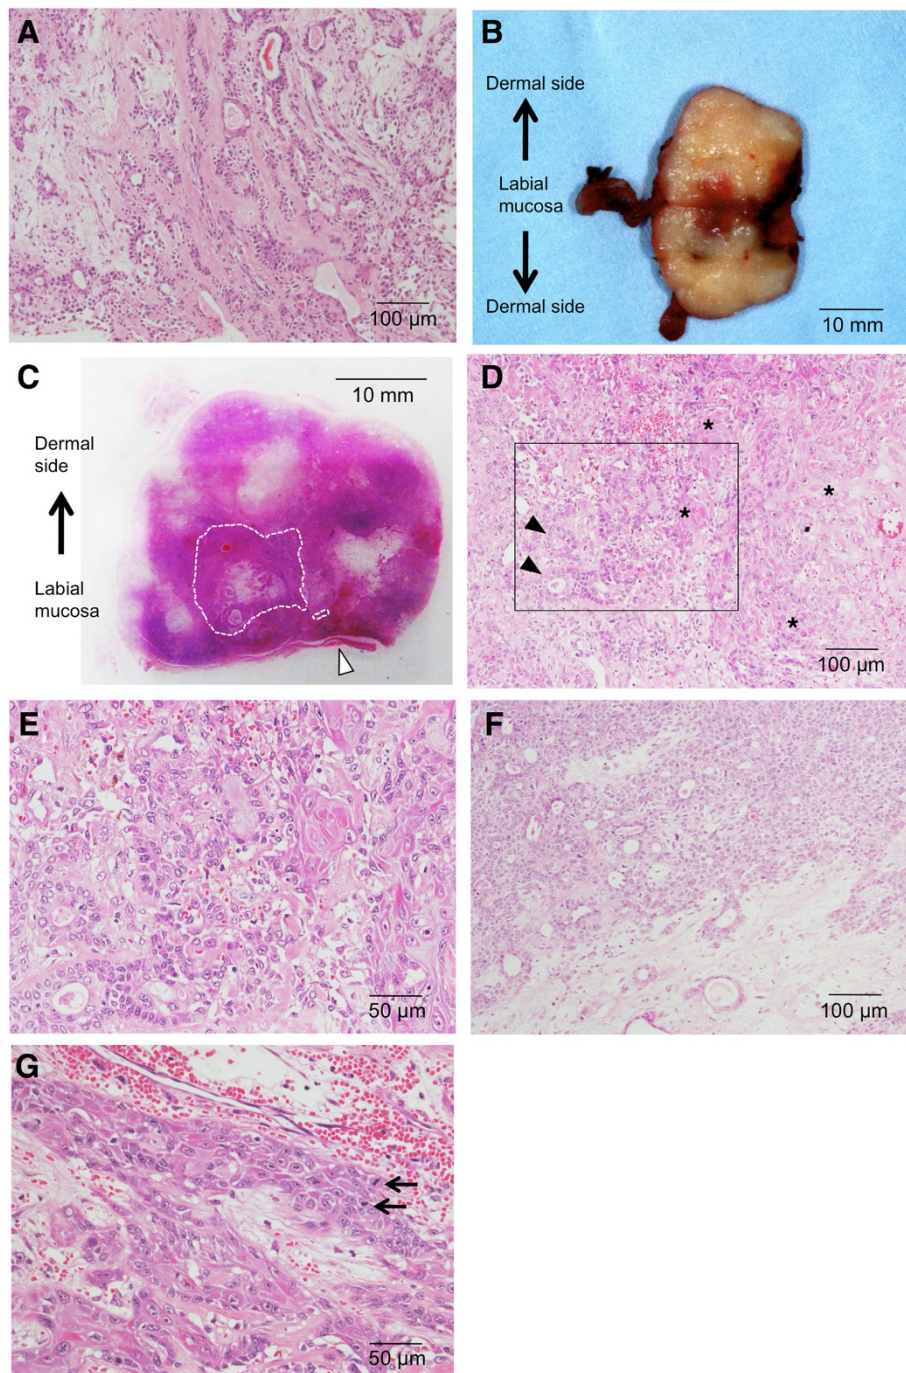 A
100 µm
B
Dermal side
Labial
mucosa
Dermal side
10 mm
C
10 mm
Dermal
side
Labial
mucosa
D
*
*
*
*
100 µm
E
50 µm
F
100 µm
G
50 µm